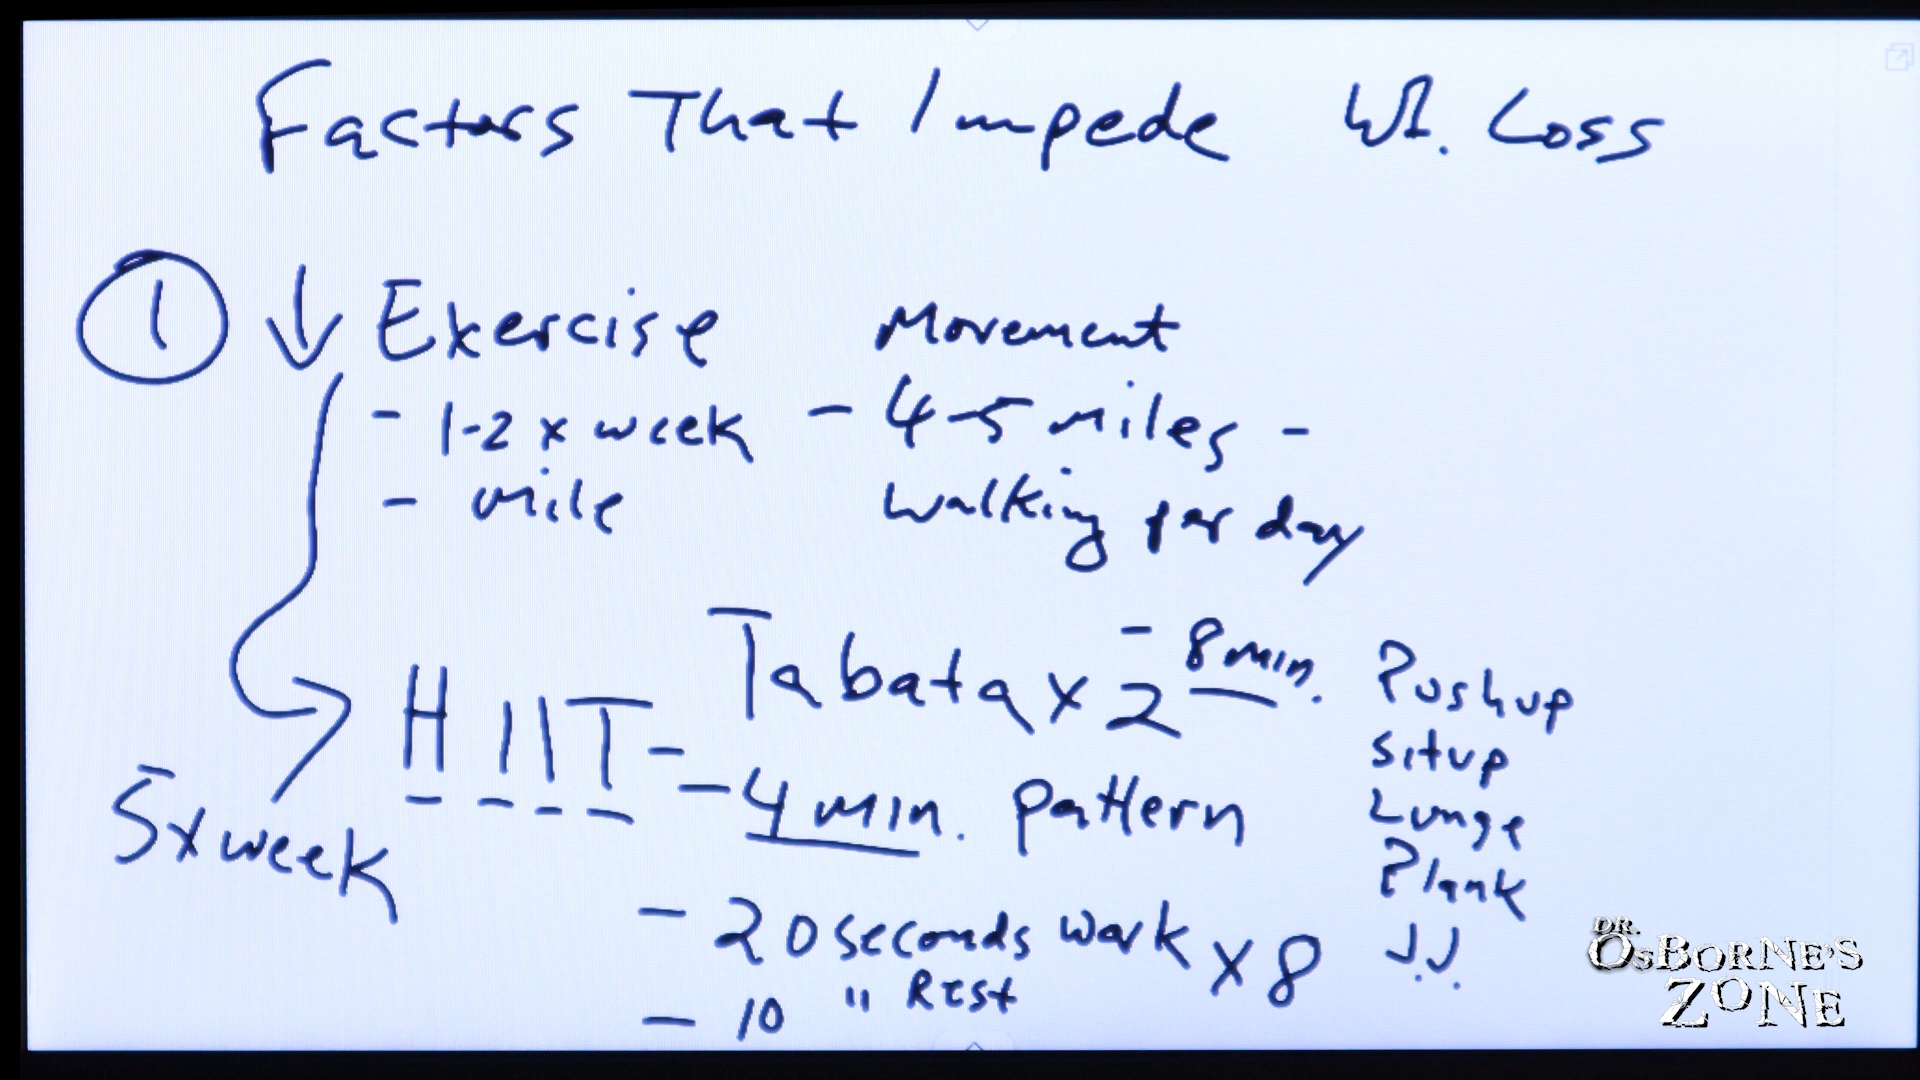 Factors That Impede Wt. Loss
1 ↓ Exercise Movement
- 1-2 x week - 4-5 miles -
- mile walking per day
Tabata x 2 - 8 min.
HIIT -
- 4 min. pattern
5x week
- 20 seconds work x 8
- 10 " Rest
Pushup
situp
Lunge
Plank
J.J.
DR.
OSBORNE'S
ZONE